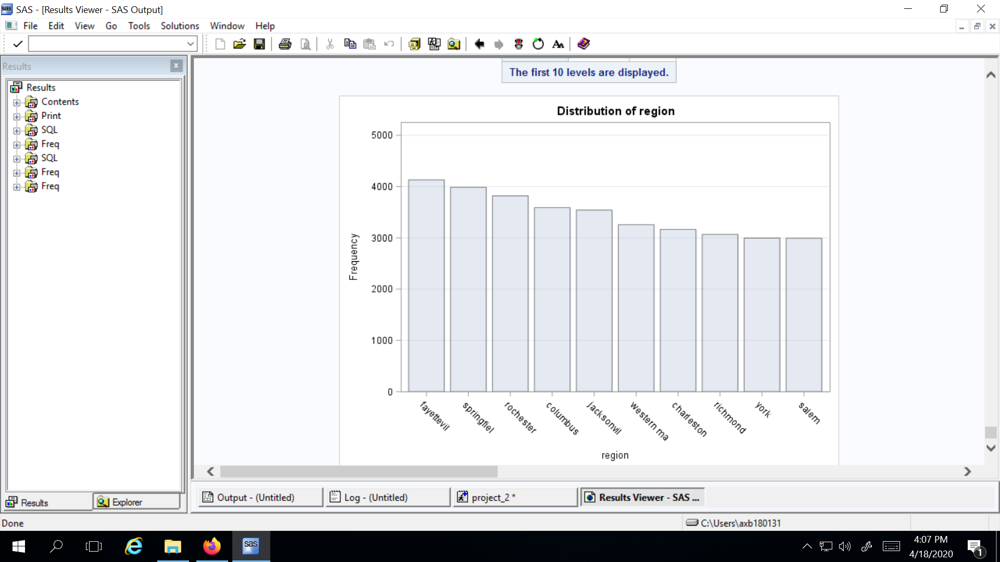 SAS - [Results Viewer - SAS Output]
File Edit View Go Tools Solutions Window Help
Results
Results
Contents
Print
SQL
Freq
SQL
Freq
Freq
The first 10 levels are displayed.
Distribution of region
5000
4000
3000
2000
1000
0
Frequency
fayettevil
springfiel
rochester
columbus
jacksonvil
western ma
charleston
richmond
york
salem
region
Results
Explorer
Output - (Untitled)
Log - (Untitled)
project_2 *
Results Viewer - SAS ...
Done
C:\Users\axb180131
sas
4:07 PM
4/18/2020
1